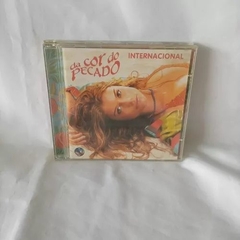 da cor do
PECADO
INTERNACIONAL